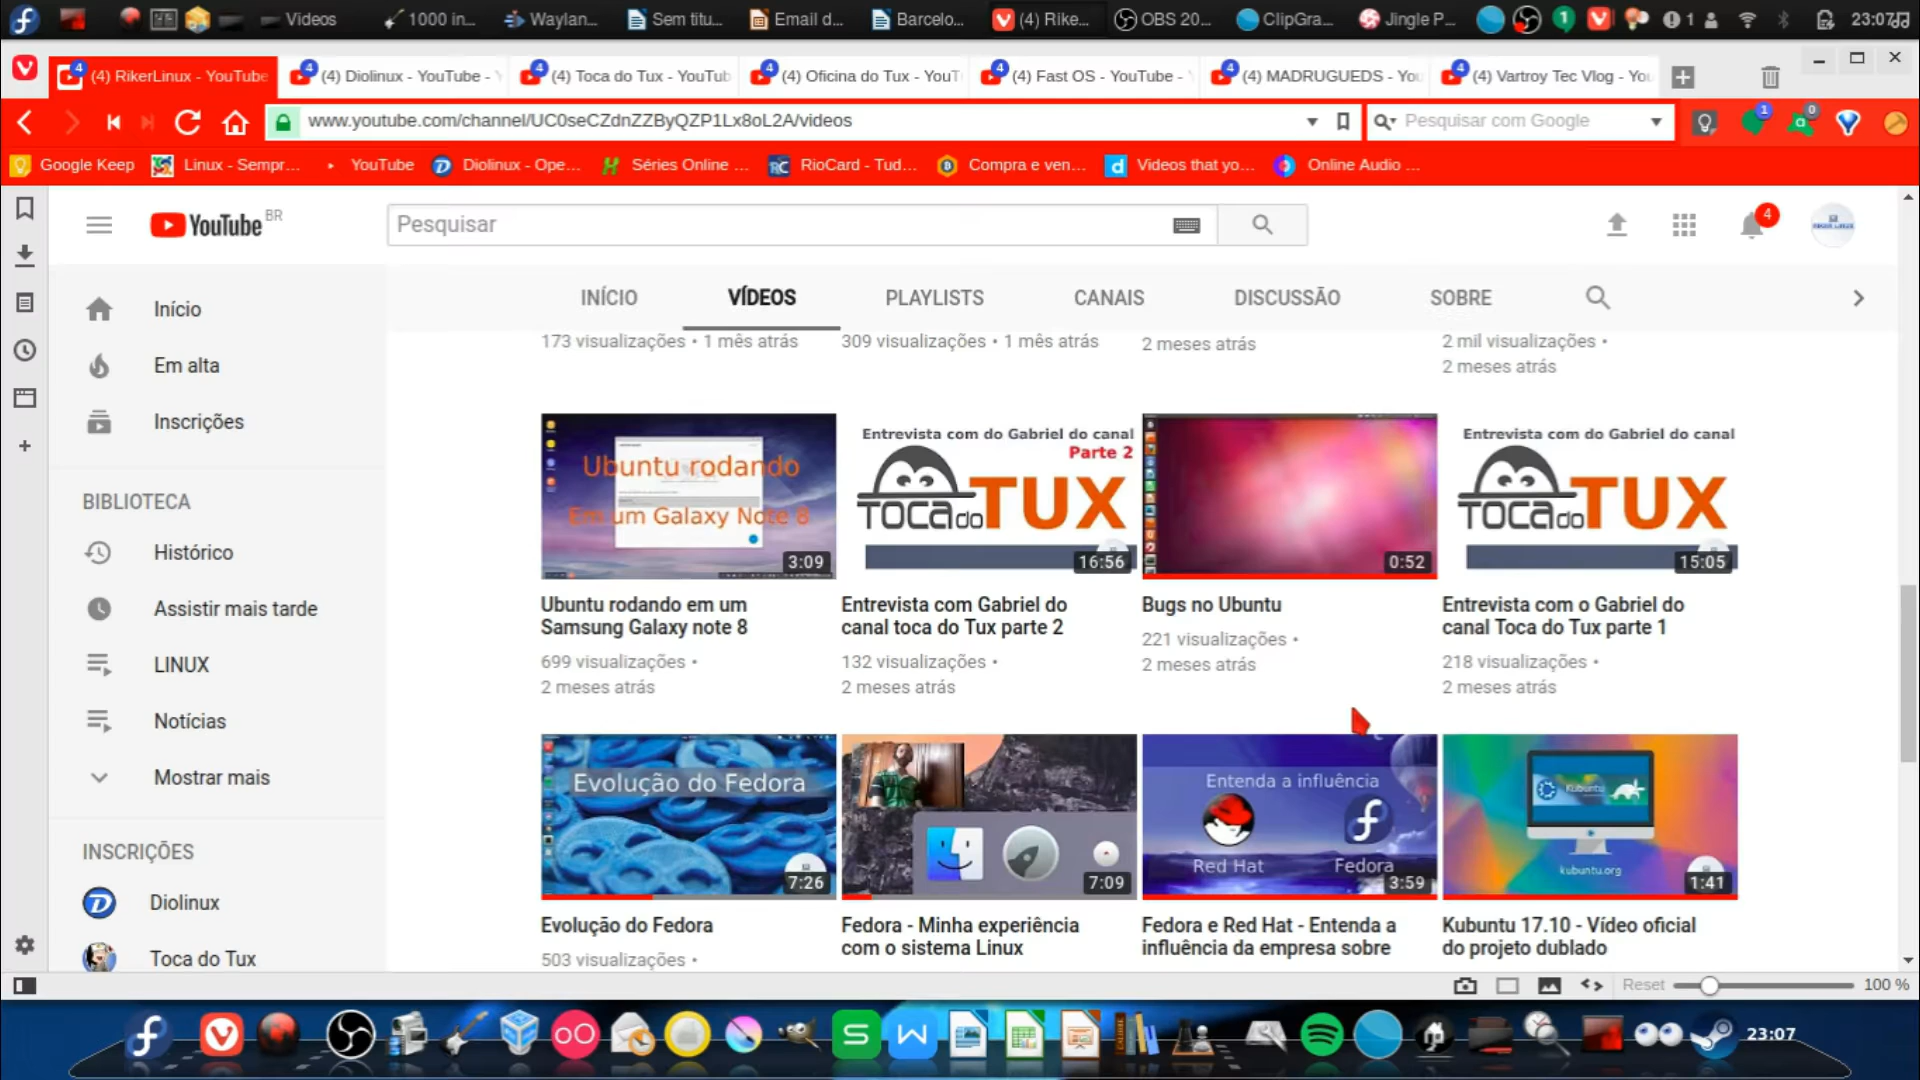 Videos
1000 in...
Waylan...
Sem titu...
Email d...
Barcelo...
(4) Rike...
OBS 20...
ClipGra...
Jingle P...
1
1
23:07
4
(4) RikerLinux - YouTube
4
(4) Diolinux - YouTube - Y
4
(4) Toca do Tux - YouTub
4
(4) Oficina do Tux - YouT
4
(4) Fast OS - YouTube -
4
(4) MADRUGUEDS - You
4
(4) Vartroy Tec Vlog - You
www.youtube.com/channel/UC0seCZdnZZByQZP1Lx8oL2A/videos
Pesquisar com Google
1
0
Google Keep
Linux - Sempr...
YouTube
Diolinux - Ope...
Séries Online ...
RioCard - Tud...
Compra e ven...
Videos that yo...
Online Audio ...
YouTube BR
Pesquisar
4
INÍCIO
VÍDEOS
PLAYLISTS
CANAIS
DISCUSSÃO
SOBRE
Início
Em alta
Inscrições
BIBLIOTECA
Histórico
Assistir mais tarde
LINUX
Notícias
Mostrar mais
INSCRIÇÕES
Diolinux
Toca do Tux
173 visualizações • 1 mês atrás
309 visualizações • 1 mês atrás
2 meses atrás
2 mil visualizações •
2 meses atrás
Ubuntu rodando
Em um Galaxy Note 8
3:09
Ubuntu rodando em um
Samsung Galaxy note 8
699 visualizações •
2 meses atrás
Entrevista com do Gabriel do canal
Parte 2
TOCA do TUX
16:56
Entrevista com Gabriel do
canal toca do Tux parte 2
132 visualizações •
2 meses atrás
0:52
Bugs no Ubuntu
221 visualizações •
2 meses atrás
Entrevista com do Gabriel do canal
TOCA do TUX
15:05
Entrevista com o Gabriel do
canal Toca do Tux parte 1
218 visualizações •
2 meses atrás
Evolução do Fedora
7:26
Evolução do Fedora
503 visualizações •
7:09
Fedora - Minha experiência
com o sistema Linux
Entenda a influência
Red Hat
Fedora
3:59
Fedora e Red Hat - Entenda a
influência da empresa sobre
Kubuntu
kubuntu.org
1:41
Kubuntu 17.10 - Vídeo oficial
do projeto dublado
Reset
100 %
23:07